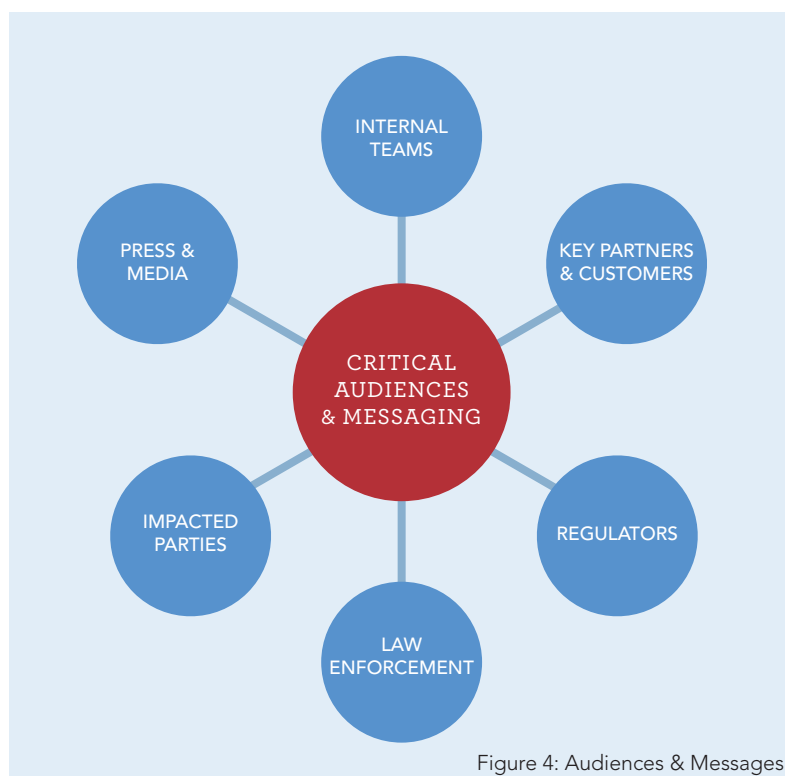 INTERNAL
TEAMS
PRESS &
MEDIA
KEY PARTNERS
& CUSTOMERS
CRITICAL
AUDIENCES
& MESSAGING
IMPACTED
PARTIES
REGULATORS
LAW
ENFORCEMENT
Figure 4: Audiences & Messages